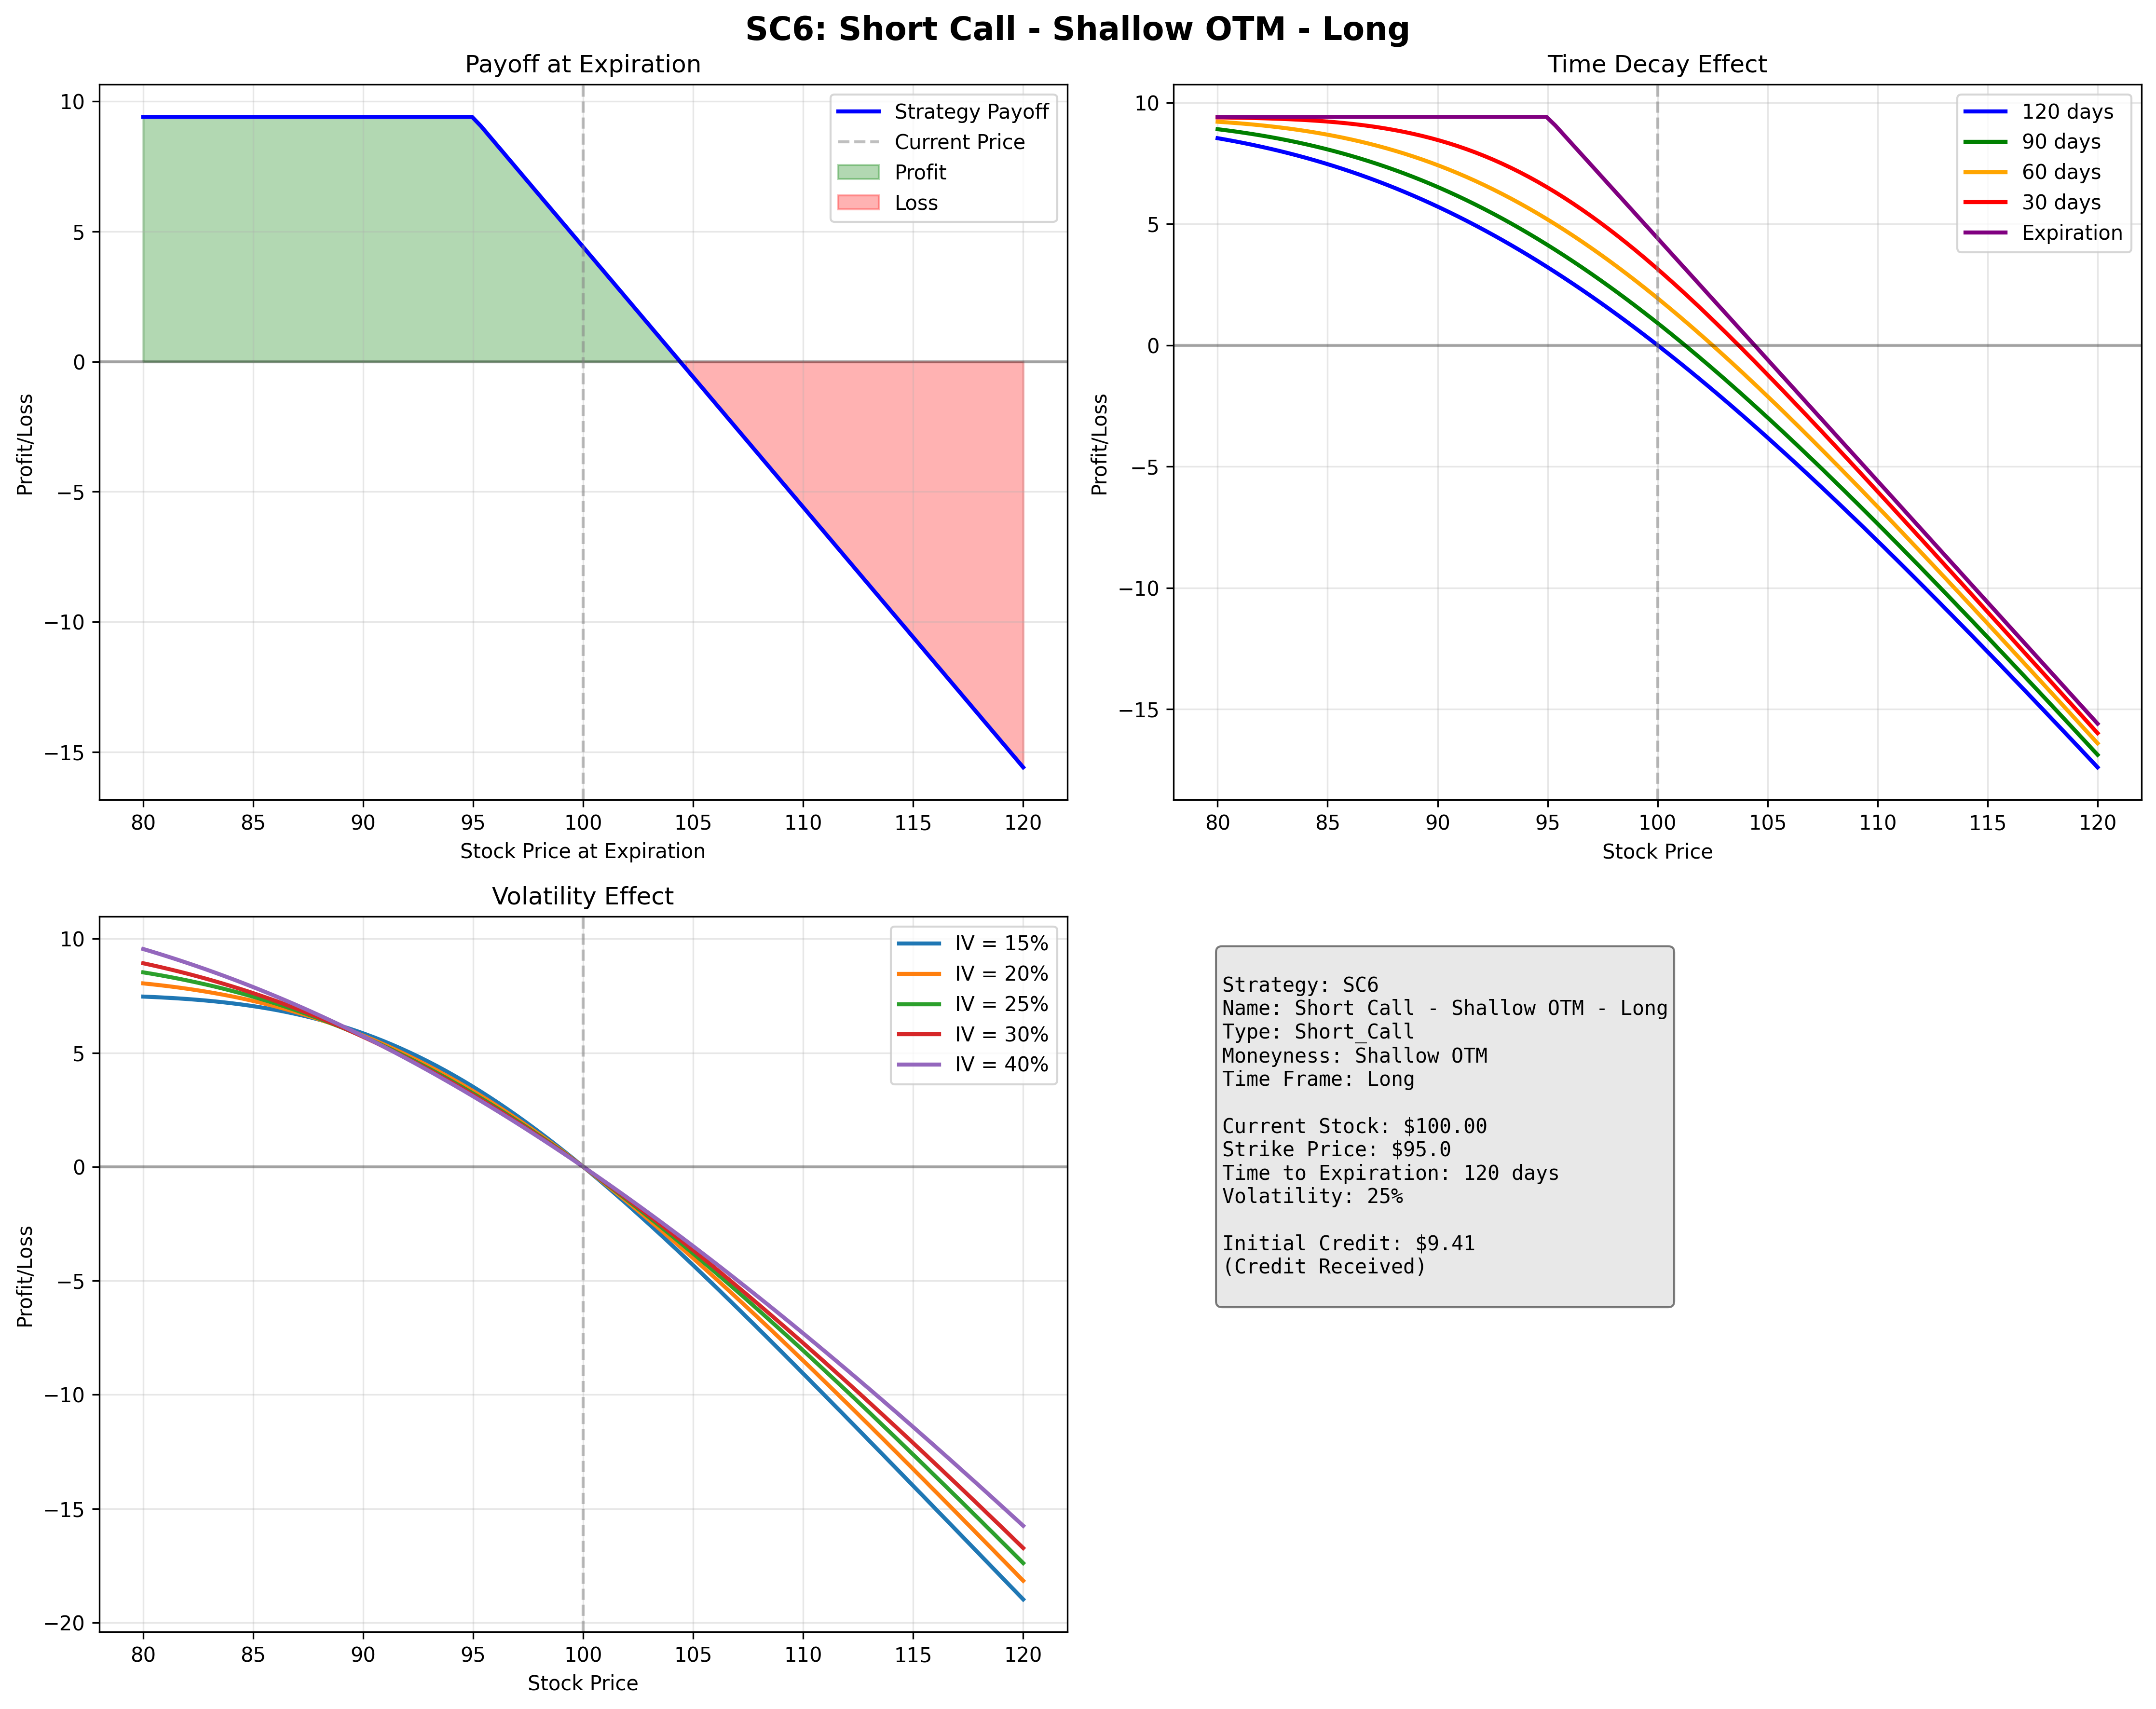 SC6: Short Call - Shallow OTM - Long
Payoff at Expiration
10
5
0
−5
−10
−15
Profit/Loss
80 85 90 95 100 105 110 115 120
Stock Price at Expiration
Strategy Payoff
Current Price
Profit
Loss
Time Decay Effect
10
5
0
−5
−10
−15
Profit/Loss
80 85 90 95 100 105 110 115 120
Stock Price
120 days
90 days
60 days
30 days
Expiration
Volatility Effect
10
5
0
−5
−10
−15
−20
Profit/Loss
80 85 90 95 100 105 110 115 120
Stock Price
IV = 15%
IV = 20%
IV = 25%
IV = 30%
IV = 40%
Strategy: SC6
Name: Short Call - Shallow OTM - Long
Type: Short_Call
Moneyness: Shallow OTM
Time Frame: Long
Current Stock: $100.00
Strike Price: $95.0
Time to Expiration: 120 days
Volatility: 25%
Initial Credit: $9.41
(Credit Received)